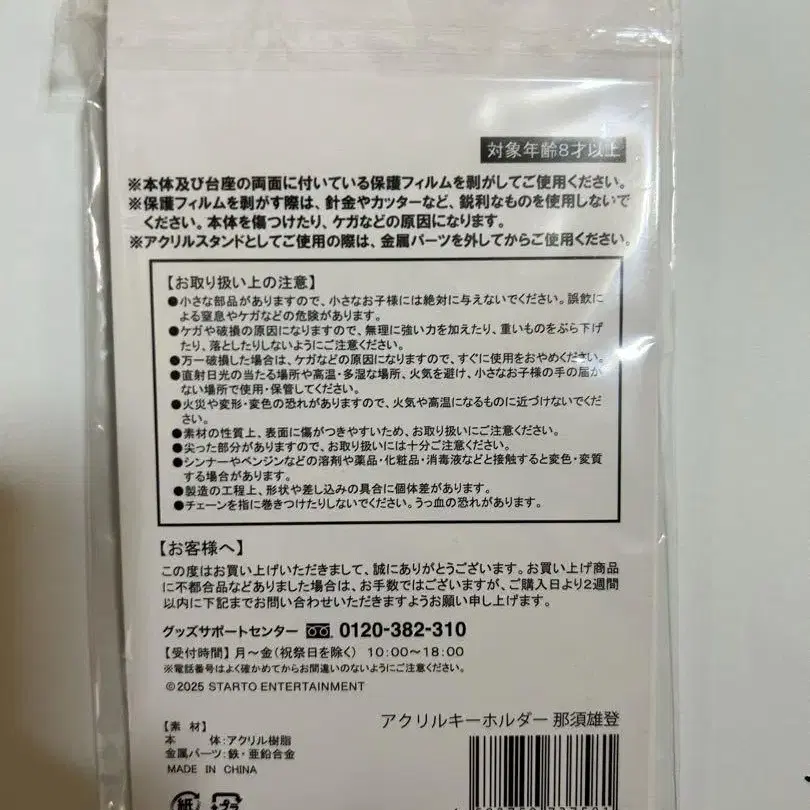 対象年齢8才以上
※本体及び台座の両面に付いている保護フィルムを剥がしてご使用ください。
※保護フィルムを剥がす際は、針金やカッターなど、鋭利なものを使用しないで
ください。本体を傷つけたり、ケガなどの原因になります。
※アクリルスタンドとしてご使用の際は、金属パーツを外してからご使用ください。
【お取り扱い上の注意】
●小さな部品がありますので、小さなお子様には絶対に与えないでください。誤飲に
よる窒息やケガなどの危険があります。
●ケガや破損の原因になりますので、無理に強い力を加えたり、重いものをぶら下げ
たり、落としたりしないようにご注意ください。
●万一破損した場合は、ケガなどの原因になりますので、すぐに使用をおやめください。
●直射日光の当たる場所や高温・多湿な場所、火気を避け、小さなお子様の手の届か
ない場所で使用・保管してください。
●火災や変形・変色の恐れがありますので、火気や高温になるものに近づけないでくだ
さい。
●素材の性質上、表面に傷がつきやすいため、お取り扱いにご注意ください。
●尖った部分がありますので、お取り扱いには十分ご注意ください。
●シンナーやベンジンなどの溶剤や薬品・化粧品・消毒液などと接触すると変色・変質
する場合があります。
●製造の工程上、形状や差し込みの具合に個体差があります。
●チェーンを指に巻きつけたりしないでください。うっ血の恐れがあります。
【お客様へ】
この度はお買い上げいただきまして、誠にありがとうございます。お買い上げ商品
に不都合品などありました場合は、お手数ではございますが、ご購入日より2週間
以内に下記までお問い合わせいただきますようお願い申し上げます。
グッズサポートセンター 0120-382-310
【受付時間】月～金(祝祭日を除く) 10:00～18:00
※電話番号はよく確かめてからお間違いのないようにご注意ください。
©2025 STARTO ENTERTAINMENT
アクリルキーホルダー 那須雄登
【素 材】
本 体:アクリル樹脂
金属パーツ:鉄・亜鉛合金
MADE IN CHINA
紙 プラ